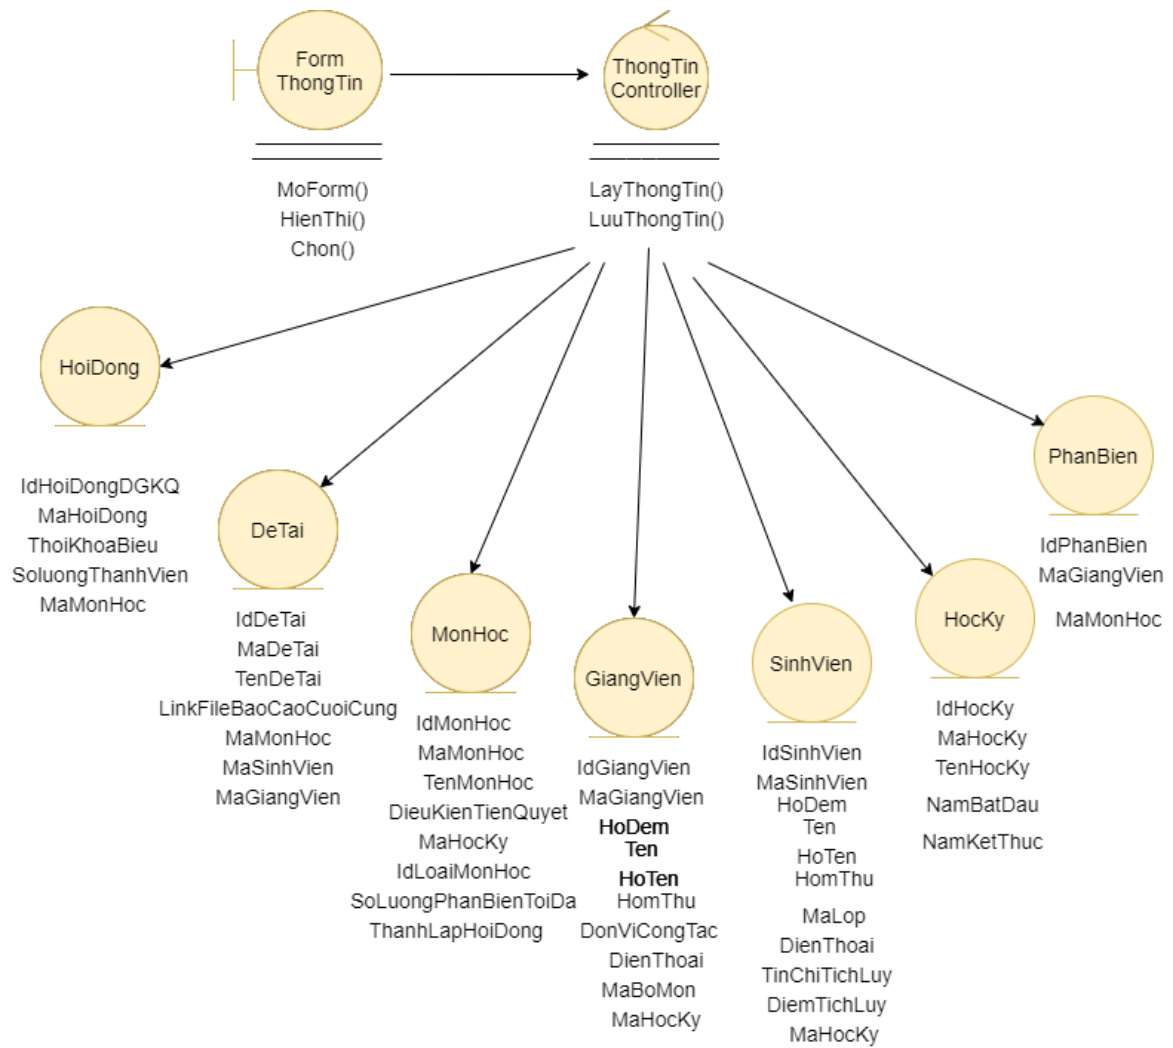 Form
ThongTin
ThongTin
Controller
MoForm()
HienThi()
Chon()
LayThongTin()
LuuThongTin()
HoiDong
IdHoiDongDGKQ
MaHoiDong
ThoiKhoaBieu
SoluongThanhVien
MaMonHoc
DeTai
IdDeTai
MaDeTai
TenDeTai
LinkFileBaoCaoCuoiCung
MaMonHoc
MaSinhVien
MaGiangVien
MonHoc
IdMonHoc
MaMonHoc
TenMonHoc
DieuKienTienQuyet
MaHocKy
IdLoaiMonHoc
SoLuongPhanBienToiDa
ThanhLapHoiDong
GiangVien
IdGiangVien
MaGiangVien
HoDem
Ten
HoTen
HomThu
DonViCongTac
DienThoai
MaBoMon
MaHocKy
SinhVien
IdSinhVien
MaSinhVien
HoDem
Ten
HoTen
HomThu
MaLop
DienThoai
TinChiTichLuy
DiemTichLuy
MaHocKy
HocKy
IdHocKy
MaHocKy
TenHocKy
NamBatDau
NamKetThuc
PhanBien
IdPhanBien
MaGiangVien
MaMonHoc